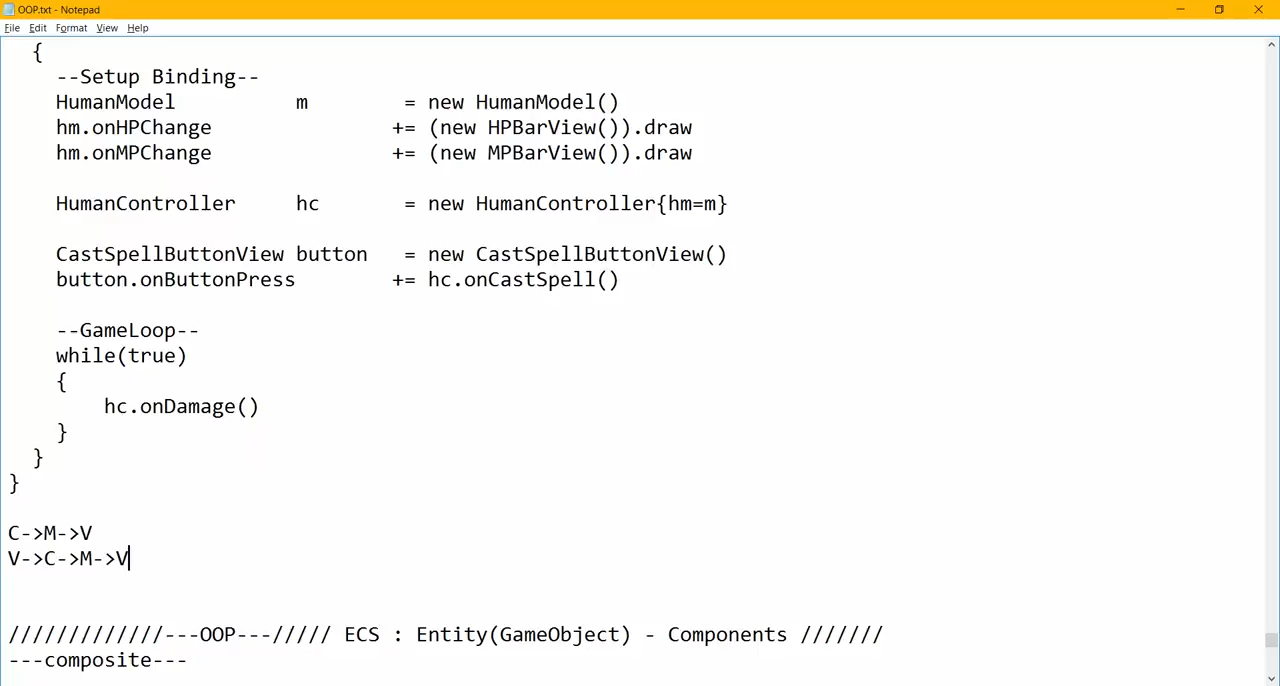 OOP.txt - Notepad
File Edit Format View Help
{
--Setup Binding--
HumanModel m = new HumanModel()
hm.onHPChange += (new HPBarView()).draw
hm.onMPChange += (new MPBarView()).draw
HumanController hc = new HumanController{hm=m}
CastSpellButtonView button = new CastSpellButtonView()
button.onButtonPress += hc.onCastSpell()
--GameLoop--
while(true)
{
hc.onDamage()
}
}
}
C->M->V
V->C->M->V
/////////////---OOP---///// ECS : Entity(GameObject) - Components ///////
---composite---